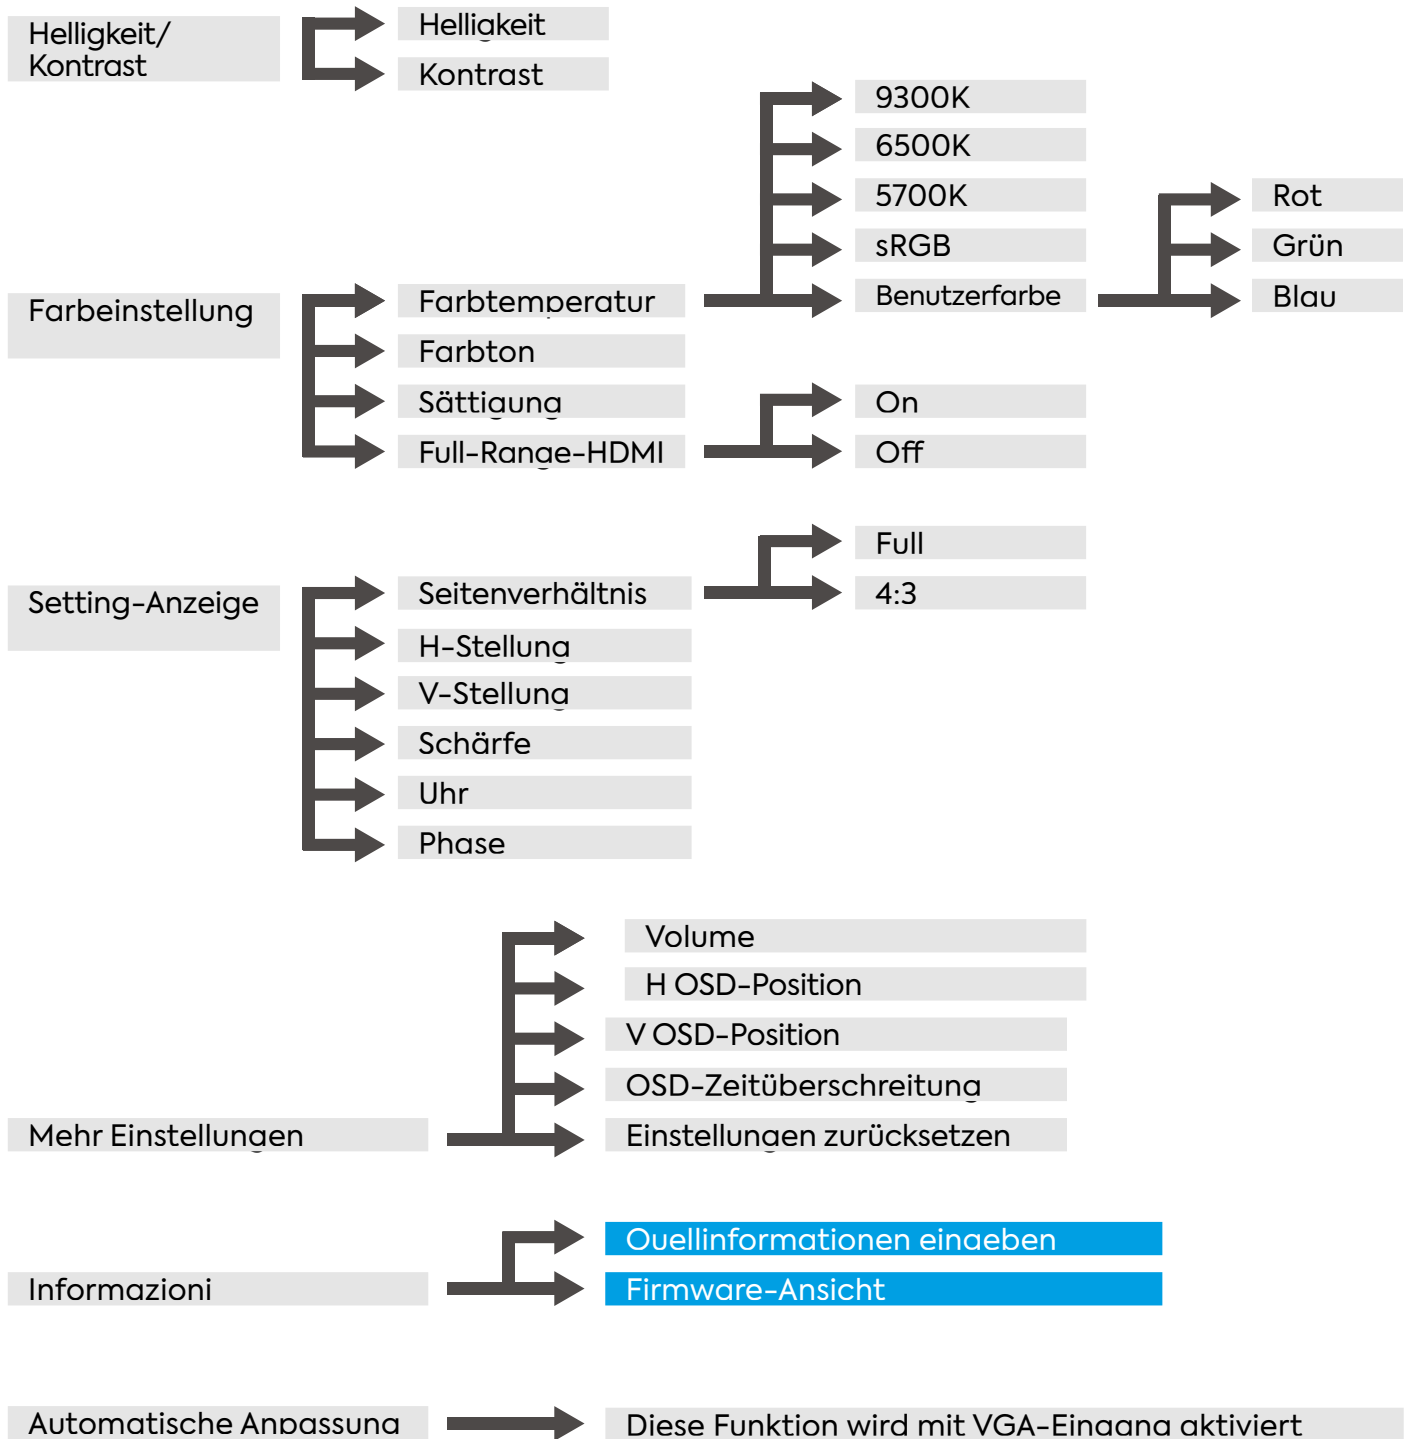 Helligkeit/
Kontrast
Helligkeit
Kontrast
9300K
6500K
5700K
sRGB
Benutzerfarbe
Rot
Grün
Blau
Farbeinstellung
Farbtemperatur
Farbton
Sättigung
Full-Range-HDMI
On
Off
Setting-Anzeige
Seitenverhältnis
Full
4:3
H-Stellung
V-Stellung
Schärfe
Uhr
Phase
Mehr Einstellungen
Volume
H OSD-Position
V OSD-Position
OSD-Zeitüberschreitung
Einstellungen zurücksetzen
Informazioni
Quellinformationen eingeben
Firmware-Ansicht
Automatische Anpassung
Diese Funktion wird mit VGA-Eingang aktiviert